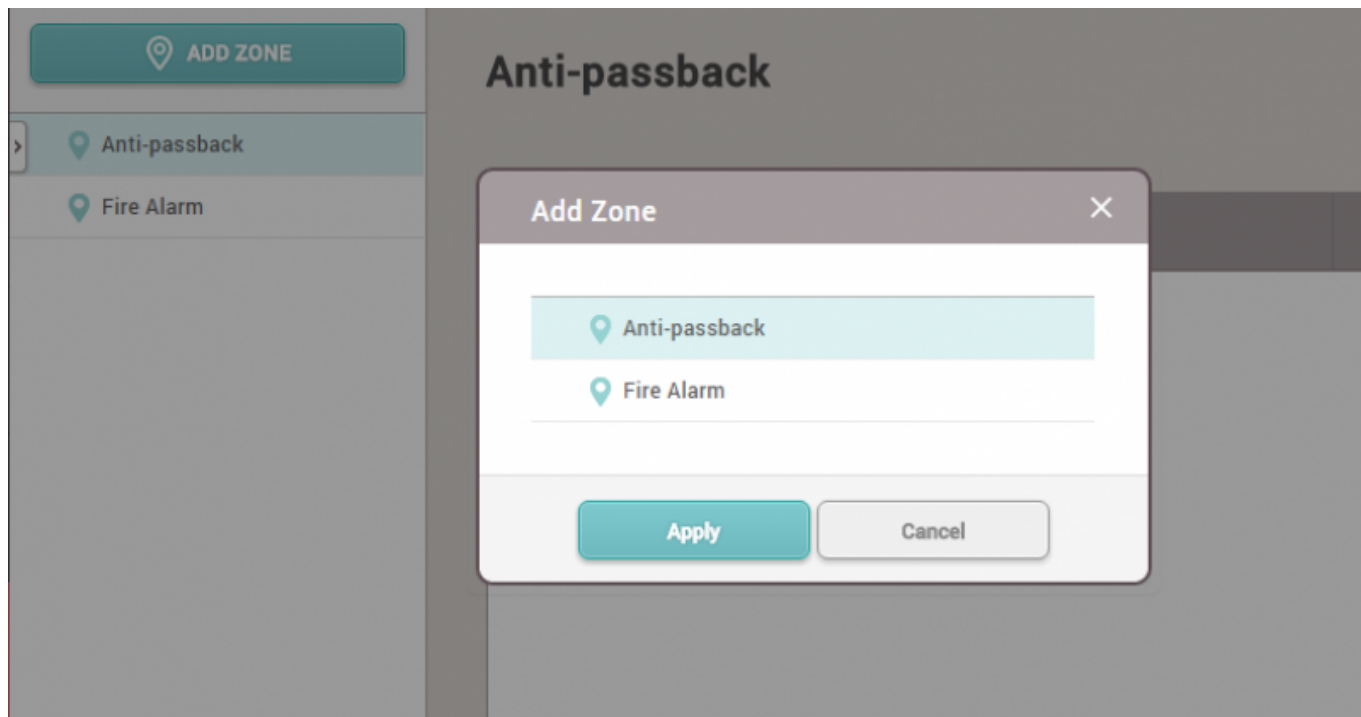 ADD ZONE
Anti-passback
Fire Alarm
Anti-passback
Add Zone
Anti-passback
Fire Alarm
Apply
Cancel